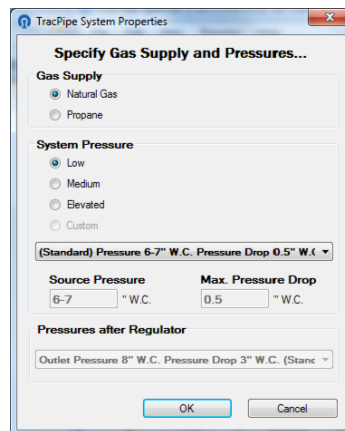 TracPipe System Properties
Specify Gas Supply and Pressures...
Gas Supply
Natural Gas
Propane
System Pressure
Low
Medium
Elevated
Custom
(Standard) Pressure 6-7" W.C. Pressure Drop 0.5" W.(
Source Pressure Max. Pressure Drop
6-7 " W.C. 0.5 " W.C.
Pressures after Regulator
Outlet Pressure 8" W.C. Pressure Drop 3" W.C. (Stanc
OK Cancel